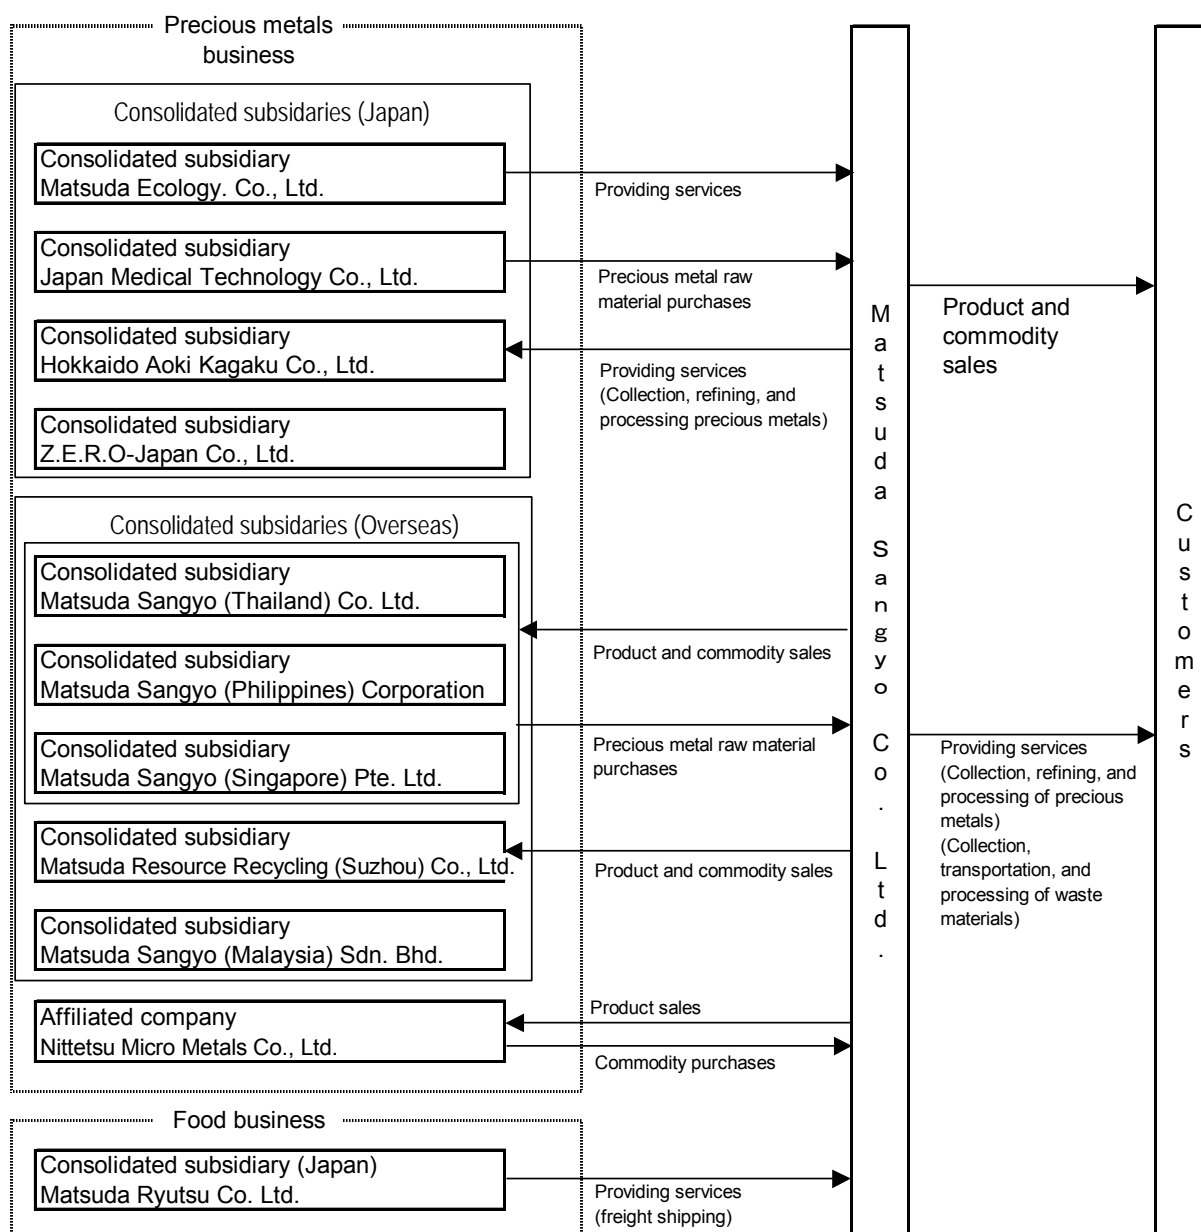 Precious metals
business
Consolidated subsidaries (Japan)
Consolidated subsidiary
Matsuda Ecology. Co., Ltd.
Providing services
Consolidated subsidiary
Japan Medical Technology Co., Ltd.
Precious metal raw
material purchases
Consolidated subsidiary
Hokkaido Aoki Kagaku Co., Ltd.
Providing services
(Collection, refining, and
processing precious metals)
Consolidated subsidiary
Z.E.R.O-Japan Co., Ltd.
Consolidated subsidaries (Overseas)
Consolidated subsidiary
Matsuda Sangyo (Thailand) Co. Ltd.
Product and commodity sales
Consolidated subsidiary
Matsuda Sangyo (Philippines) Corporation
Consolidated subsidiary
Matsuda Sangyo (Singapore) Pte. Ltd.
Precious metal raw material
purchases
Consolidated subsidiary
Matsuda Resource Recycling (Suzhou) Co., Ltd.
Product and commodity sales
Consolidated subsidiary
Matsuda Sangyo (Malaysia) Sdn. Bhd.
Affiliated company
Nittetsu Micro Metals Co., Ltd.
Product sales
Commodity purchases
Food business
Consolidated subsidiary (Japan)
Matsuda Ryutsu Co. Ltd.
Providing services
(freight shipping)
Matsuda Sangyo Co. Ltd.
Product and
commodity
sales
Providing services
(Collection, refining, and
processing of precious
metals)
(Collection,
transportation, and
processing of waste
materials)
Customers